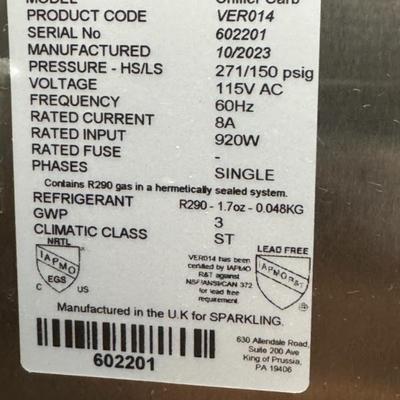 MODEL Chiller Carb
PRODUCT CODE VER014
SERIAL No 602201
MANUFACTURED 10/2023
PRESSURE - HS/LS 271/150 psig
VOLTAGE 115V AC
FREQUENCY 60Hz
RATED CURRENT 8A
RATED INPUT 920W
RATED FUSE -
PHASES SINGLE
Contains R290 gas in a hermetically sealed system.
REFRIGERANT R290 - 1.7oz - 0.048KG
GWP 3
CLIMATIC CLASS ST
NRTL
IAPMO
EGS
C US
VER014 has been
certified by IAPMO
R&T against
NSF/ANSI/CAN 372
for lead free
requirement.
LEAD FREE
IAPMO R&T
Manufactured in the U.K for SPARKLING.
602201
630 Allendale Road,
Suite 200 Ave
King of Prussia,
PA 19406